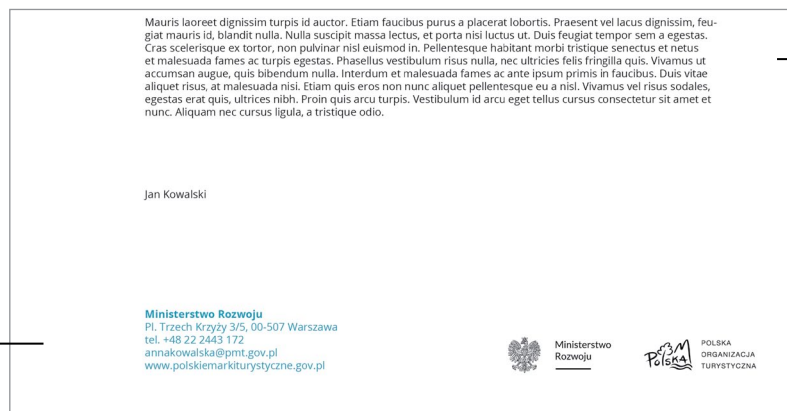 Mauris laoreet dignissim turpis id auctor. Etiam faucibus purus a placerat lobortis. Praesent vel lacus dignissim, feu-
giat mauris id, blandit nulla. Nulla suscipit massa lectus, et porta nisi luctus ut. Duis feugiat tempor sem a egestas.
Cras scelerisque ex tortor, non pulvinar nisl euismod in. Pellentesque habitant morbi tristique senectus et netus
et malesuada fames ac turpis egestas. Phasellus vestibulum risus nulla, nec ultricies felis fringilla quis. Vivamus ut
accumsan augue, quis bibendum nulla. Interdum et malesuada fames ac ante ipsum primis in faucibus. Duis vitae
aliquet risus, at malesuada nisi. Etiam quis eros non nunc aliquet pellentesque eu a nisl. Vivamus vel risus sodales,
egestas erat quis, ultrices nibh. Proin quis arcu turpis. Vestibulum id arcu eget tellus cursus consectetur sit amet et
nunc. Aliquam nec cursus ligula, a tristique odio.
Jan Kowalski
Ministerstwo Rozwoju
Pl. Trzech Krzyży 3/5, 00-507 Warszawa
tel. +48 22 2443 172
annakowalska@pmt.gov.pl
www.polskiemarkiturystyczne.gov.pl
Ministerstwo
Rozwoju
Polska
POLSKA
ORGANIZACJA
TURYSTYCZNA